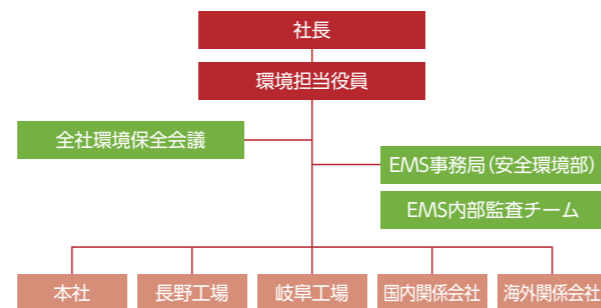 社長
環境担当役員
全社環境保全会議
EMS事務局(安全環境部)
EMS内部監査チーム
本社
長野工場
岐阜工場
国内関係会社
海外関係会社